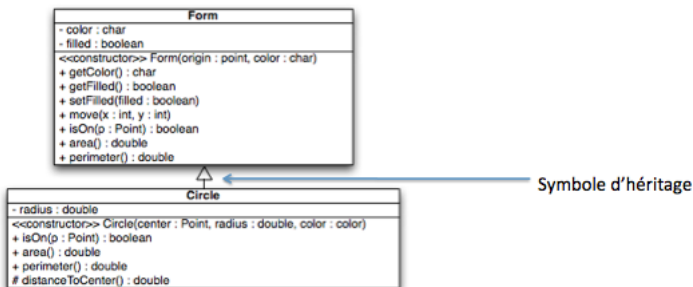 Form
- color : char
- filled : boolean
<<constructor>> Form(origin : point, color : char)
+ getColor() : char
+ getFilled() : boolean
+ setFilled(filled : boolean)
+ move(x : int, y : int)
+ isOn(p : Point) : boolean
+ area() : double
+ perimeter() : double
Symbole d'héritage
Circle
- radius : double
<<constructor>> Circle(center : Point, radius : double, color : color)
+ isOn(p : Point) : boolean
+ area() : double
+ perimeter() : double
# distanceToCenter() : double